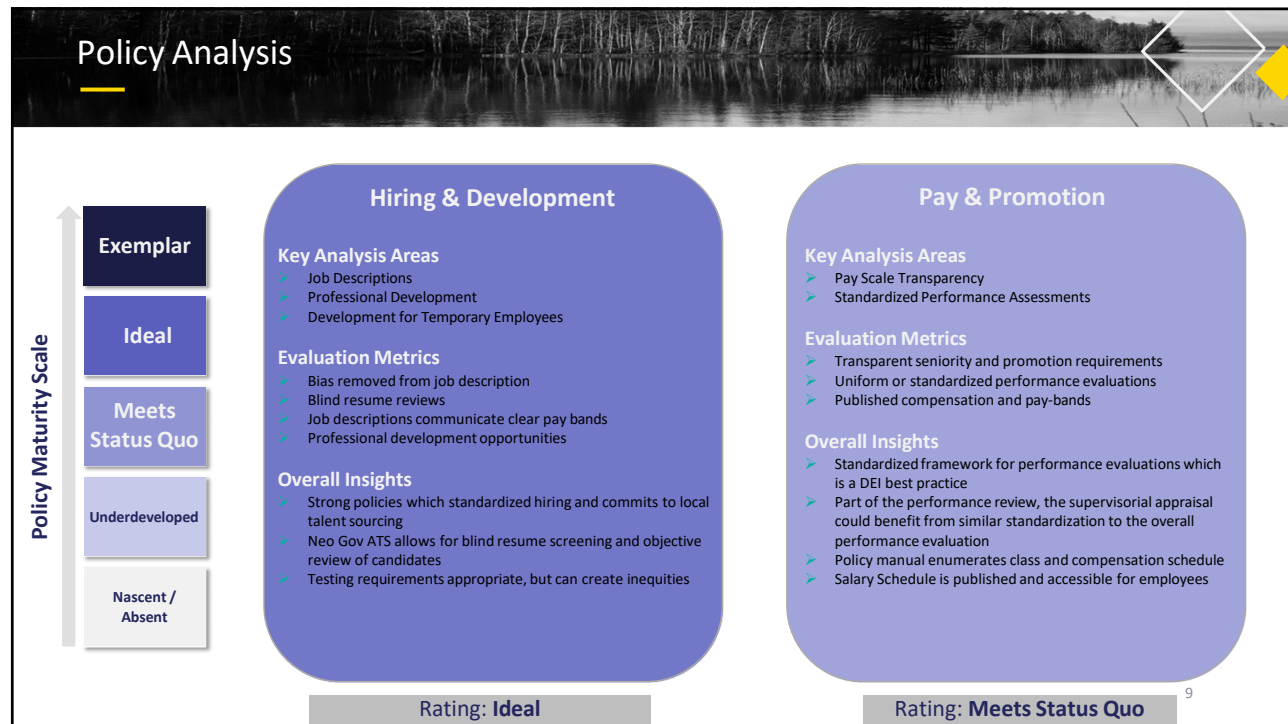 Policy Analysis
Policy Maturity Scale
Exemplar
Ideal
Meets
Status Quo
Underdeveloped
Nascent /
Absent
Hiring & Development
Key Analysis Areas
Job Descriptions
Professional Development
Development for Temporary Employees
Evaluation Metrics
Bias removed from job description
Blind resume reviews
Job descriptions communicate clear pay bands
Professional development opportunities
Overall Insights
Strong policies which standardized hiring and commits to local
talent sourcing
Neo Gov ATS allows for blind resume screening and objective
review of candidates
Testing requirements appropriate, but can create inequities
Rating: Ideal
Pay & Promotion
Key Analysis Areas
Pay Scale Transparency
Standardized Performance Assessments
Evaluation Metrics
Transparent seniority and promotion requirements
Uniform or standardized performance evaluations
Published compensation and pay-bands
Overall Insights
Standardized framework for performance evaluations which
is a DEI best practice
Part of the performance review, the supervisorial appraisal
could benefit from similar standardization to the overall
performance evaluation
Policy manual enumerates class and compensation schedule
Salary Schedule is published and accessible for employees
Rating: Meets Status Quo
9